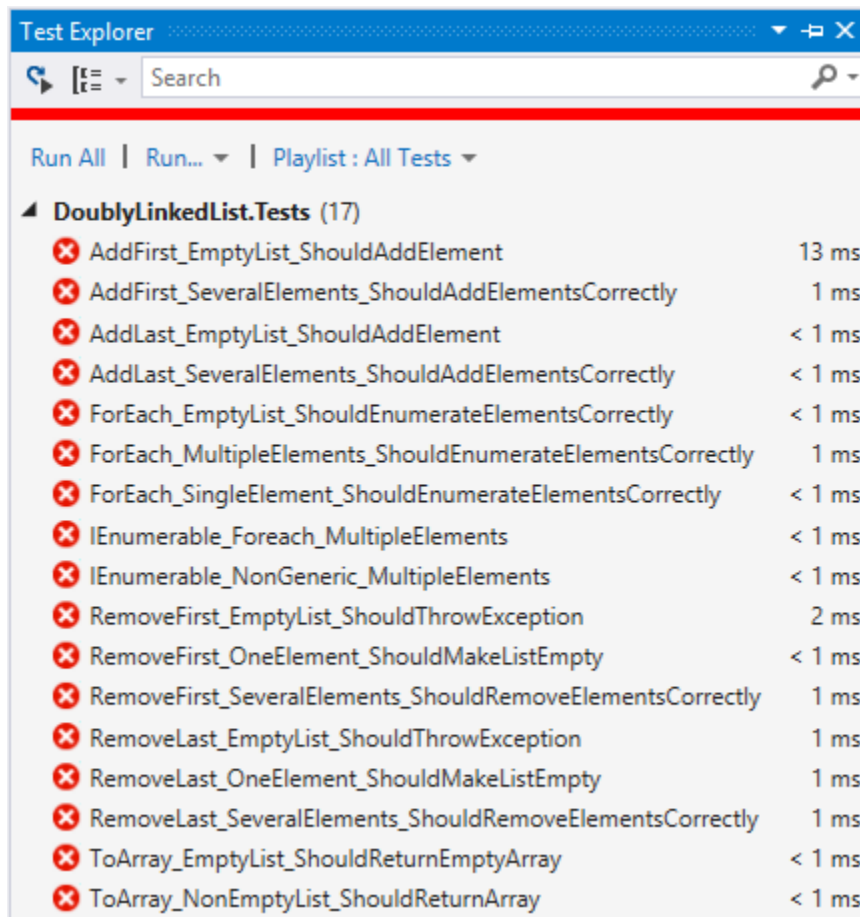 Test Explorer
Search
Run All | Run... | Playlist : All Tests
DoublyLinkedList.Tests (17)
AddFirst_EmptyList_ShouldAddElement 13 ms
AddFirst_SeveralElements_ShouldAddElementsCorrectly 1 ms
AddLast_EmptyList_ShouldAddElement < 1 ms
AddLast_SeveralElements_ShouldAddElementsCorrectly < 1 ms
ForEach_EmptyList_ShouldEnumerateElementsCorrectly < 1 ms
ForEach_MultipleElements_ShouldEnumerateElementsCorrectly 1 ms
ForEach_SingleElement_ShouldEnumerateElementsCorrectly < 1 ms
IEnumerable_Foreach_MultipleElements < 1 ms
IEnumerable_NonGeneric_MultipleElements < 1 ms
RemoveFirst_EmptyList_ShouldThrowException 2 ms
RemoveFirst_OneElement_ShouldMakeListEmpty < 1 ms
RemoveFirst_SeveralElements_ShouldRemoveElementsCorrectly 1 ms
RemoveLast_EmptyList_ShouldThrowException 1 ms
RemoveLast_OneElement_ShouldMakeListEmpty 1 ms
RemoveLast_SeveralElements_ShouldRemoveElementsCorrectly 1 ms
ToArray_EmptyList_ShouldReturnEmptyArray < 1 ms
ToArray_NonEmptyList_ShouldReturnArray < 1 ms